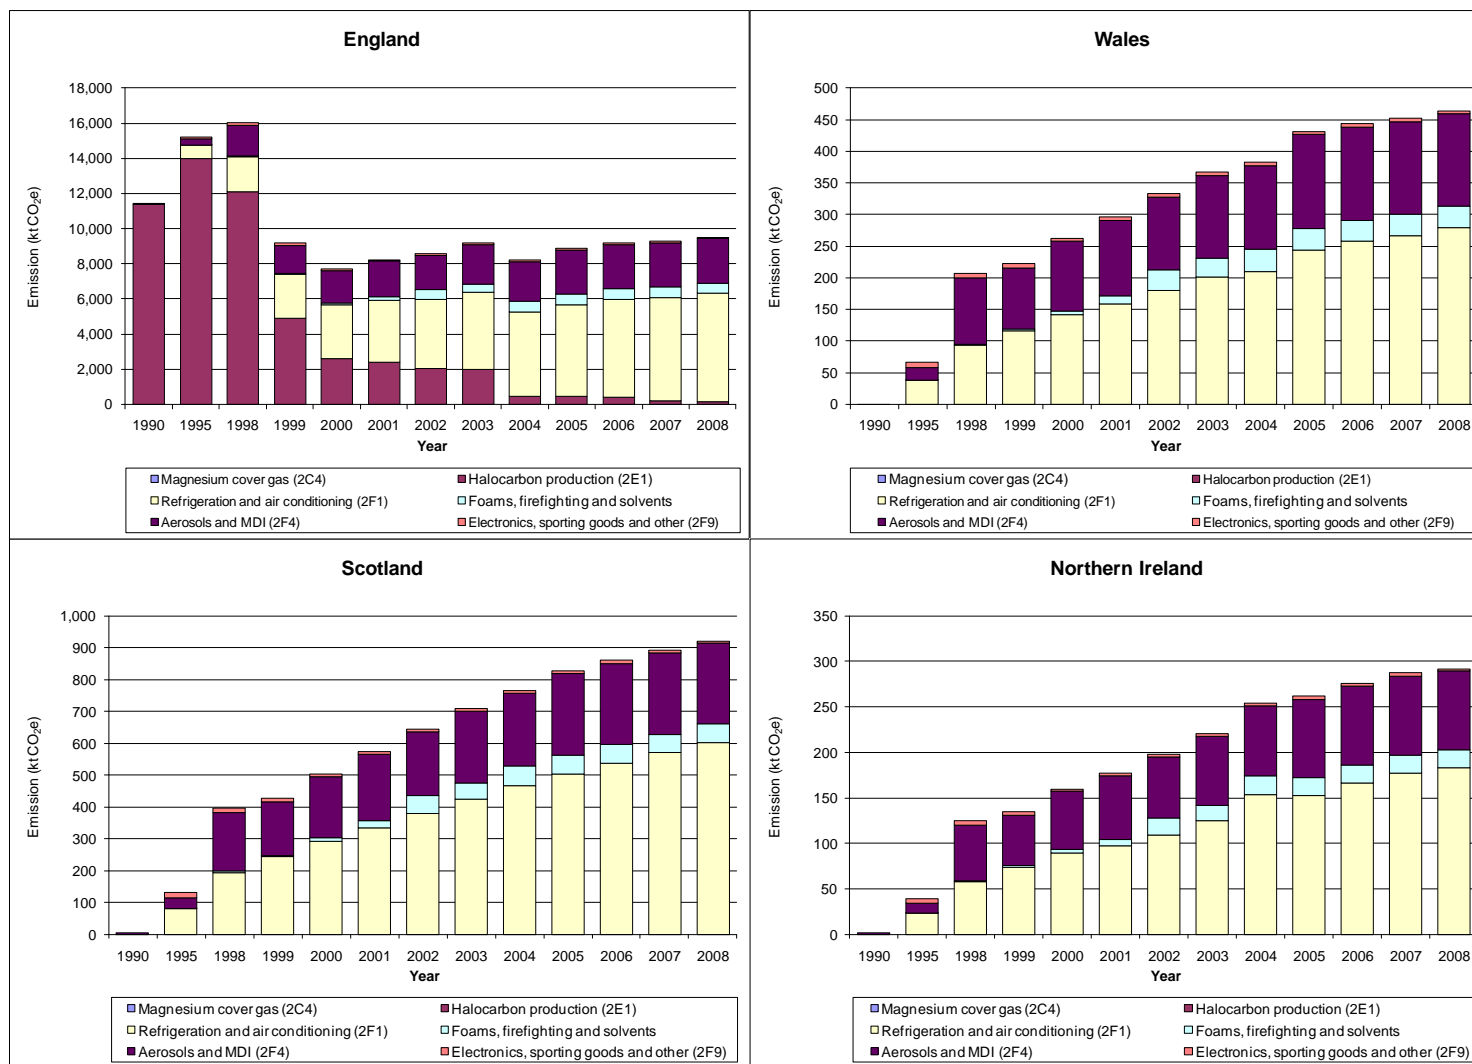 England
18,000
16,000
14,000
12,000
10,000
8,000
6,000
4,000
2,000
0
Emission (kt CO₂e)
1990 1995 1998 1999 2000 2001 2002 2003 2004 2005 2006 2007 2008
Year
Magnesium cover gas (2C4) Halocarbon production (2E1)
Refrigeration and air conditioning (2F1) Foams, firefighting and solvents
Aerosols and MDI (2F4) Electronics, sporting goods and other (2F9)
Wales
500
450
400
350
300
250
200
150
100
50
0
Emission (kt CO₂e)
1990 1995 1998 1999 2000 2001 2002 2003 2004 2005 2006 2007 2008
Year
Magnesium cover gas (2C4) Halocarbon production (2E1)
Refrigeration and air conditioning (2F1) Foams, firefighting and solvents
Aerosols and MDI (2F4) Electronics, sporting goods and other (2F9)
Scotland
1,000
900
800
700
600
500
400
300
200
100
0
Emission (kt CO₂e)
1990 1995 1998 1999 2000 2001 2002 2003 2004 2005 2006 2007 2008
Year
Magnesium cover gas (2C4) Halocarbon production (2E1)
Refrigeration and air conditioning (2F1) Foams, firefighting and solvents
Aerosols and MDI (2F4) Electronics, sporting goods and other (2F9)
Northern Ireland
350
300
250
200
150
100
50
0
Emission (kt CO₂e)
1990 1995 1998 1999 2000 2001 2002 2003 2004 2005 2006 2007 2008
Year
Magnesium cover gas (2C4) Halocarbon production (2E1)
Refrigeration and air conditioning (2F1) Foams, firefighting and solvents
Aerosols and MDI (2F4) Electronics, sporting goods and other (2F9)